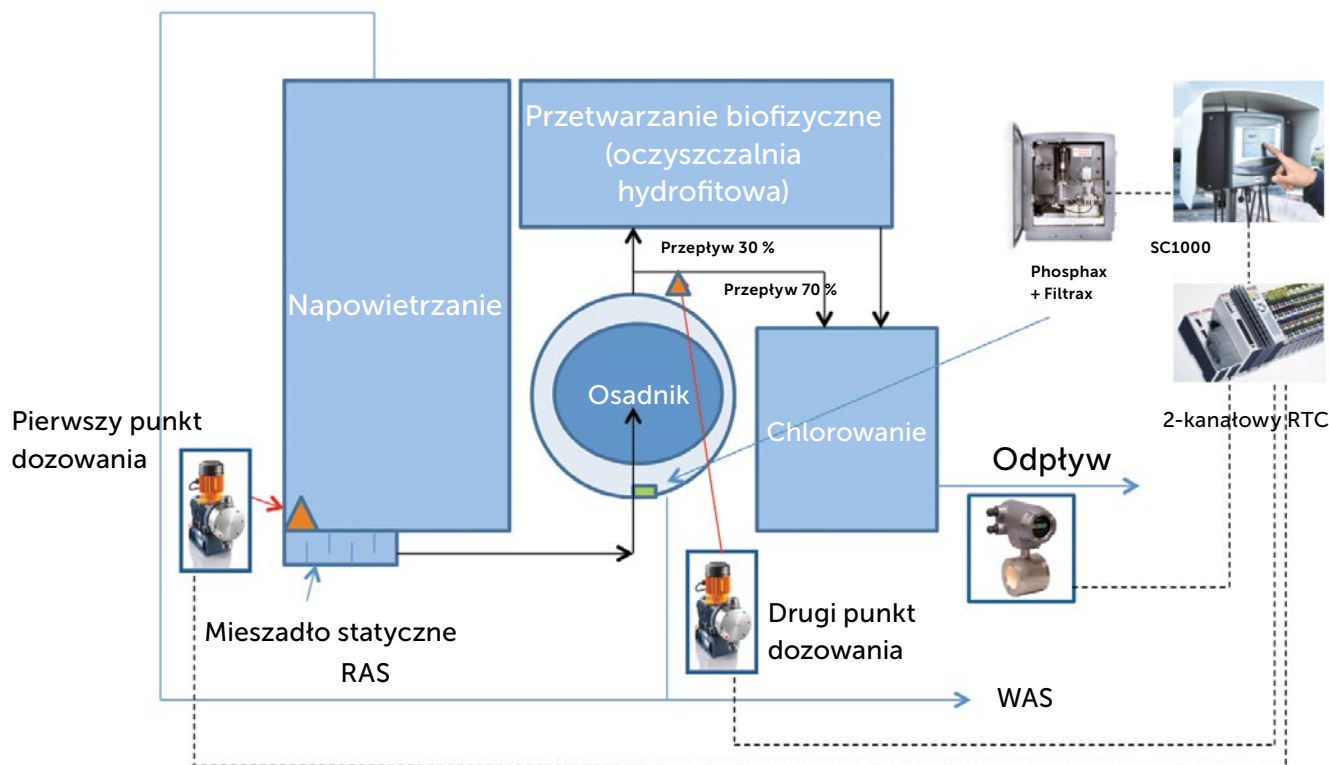 Przetwarzanie biofizyczne
(oczyszczalnia
hydrofitowa)
Napowietrzanie
Przepływ 30 %
Przepływ 70 %
SC1000
Phosphax
+ Filtrax
Osadnik
Chlorowanie
2-kanałowy RTC
Pierwszy punkt
dozowania
Odpływ
Mieszadło statyczne
RAS
Drugi punkt
dozowania
WAS